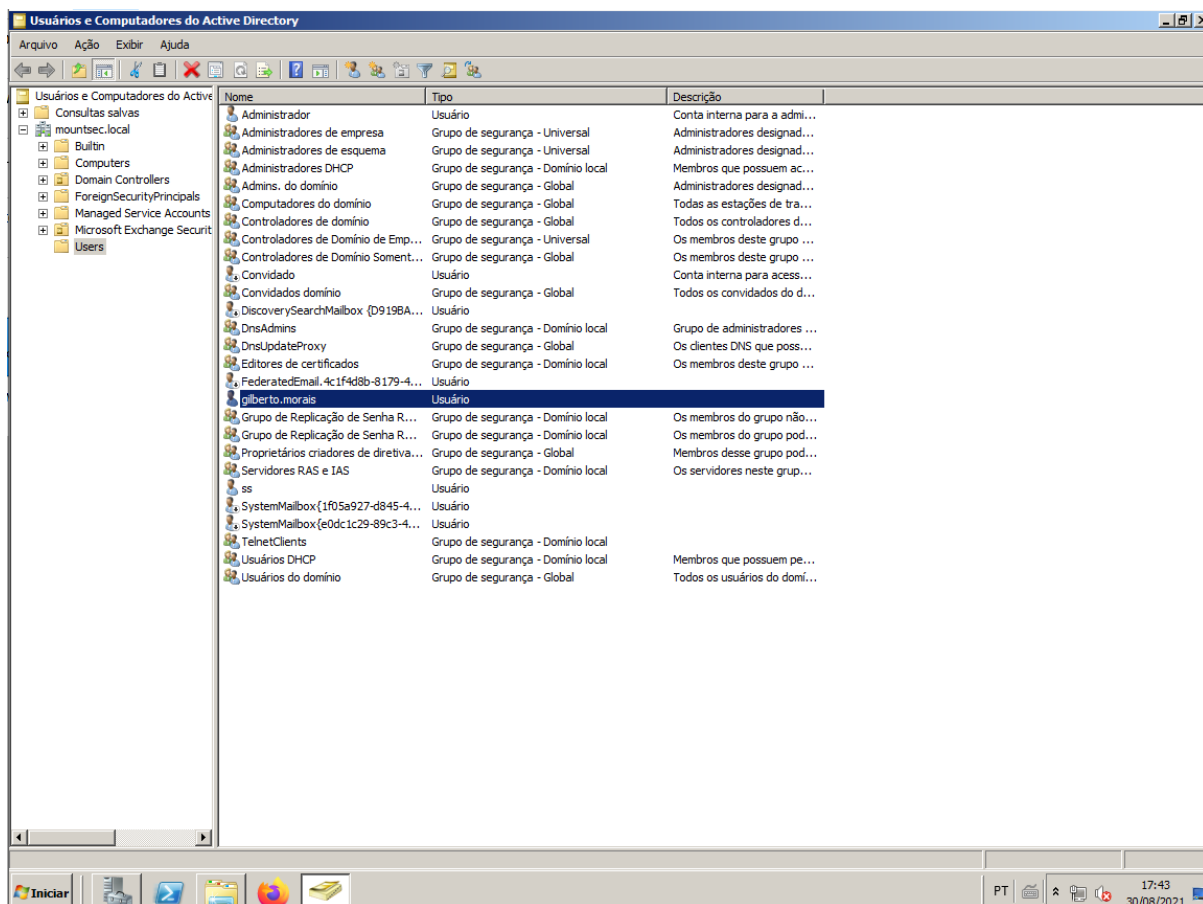 Usuários e Computadores do Active Directory
Arquivo Ação Exibir Ajuda
Usuários e Computadores do Active
Consultas salvas
mountsec.local
Builtin
Computers
Domain Controllers
ForeignSecurityPrincipals
Managed Service Accounts
Microsoft Exchange Securit
Users
Nome Tipo Descrição
Administrador Usuário Conta interna para a admi...
Administradores de empresa Grupo de segurança - Universal Administradores designad...
Administradores de esquema Grupo de segurança - Universal Administradores designad...
Administradores DHCP Grupo de segurança - Domínio local Membros que possuem ac...
Admins. do domínio Grupo de segurança - Global Administradores designad...
Computadores do domínio Grupo de segurança - Global Todas as estações de tra...
Controladores de domínio Grupo de segurança - Global Todos os controladores d...
Controladores de Domínio de Emp... Grupo de segurança - Universal Os membros deste grupo ...
Controladores de Domínio Soment... Grupo de segurança - Global Os membros deste grupo ...
Convidado Usuário Conta interna para acess...
Convidados domínio Grupo de segurança - Global Todos os convidados do d...
DiscoverySearchMailbox {D919BA... Usuário
DnsAdmins Grupo de segurança - Domínio local Grupo de administradores ...
DnsUpdateProxy Grupo de segurança - Global Os clientes DNS que poss...
Editores de certificados Grupo de segurança - Domínio local Os membros deste grupo ...
FederatedEmail.4c1f4d8b-8179-4... Usuário
gilberto.morais Usuário
Grupo de Replicação de Senha R... Grupo de segurança - Domínio local Os membros do grupo não...
Grupo de Replicação de Senha R... Grupo de segurança - Domínio local Os membros do grupo pod...
Proprietários criadores de diretiva... Grupo de segurança - Global Membros desse grupo pod...
Servidores RAS e IAS Grupo de segurança - Domínio local Os servidores neste grup...
ss Usuário
SystemMailbox{1f05a927-d845-4... Usuário
SystemMailbox{e0dc1c29-89c3-4... Usuário
TelnetClients Grupo de segurança - Domínio local
Usuários DHCP Grupo de segurança - Domínio local Membros que possuem pe...
Usuários do domínio Grupo de segurança - Global Todos os usuários do domí...
Iniciar PT 17:43
30/08/2021